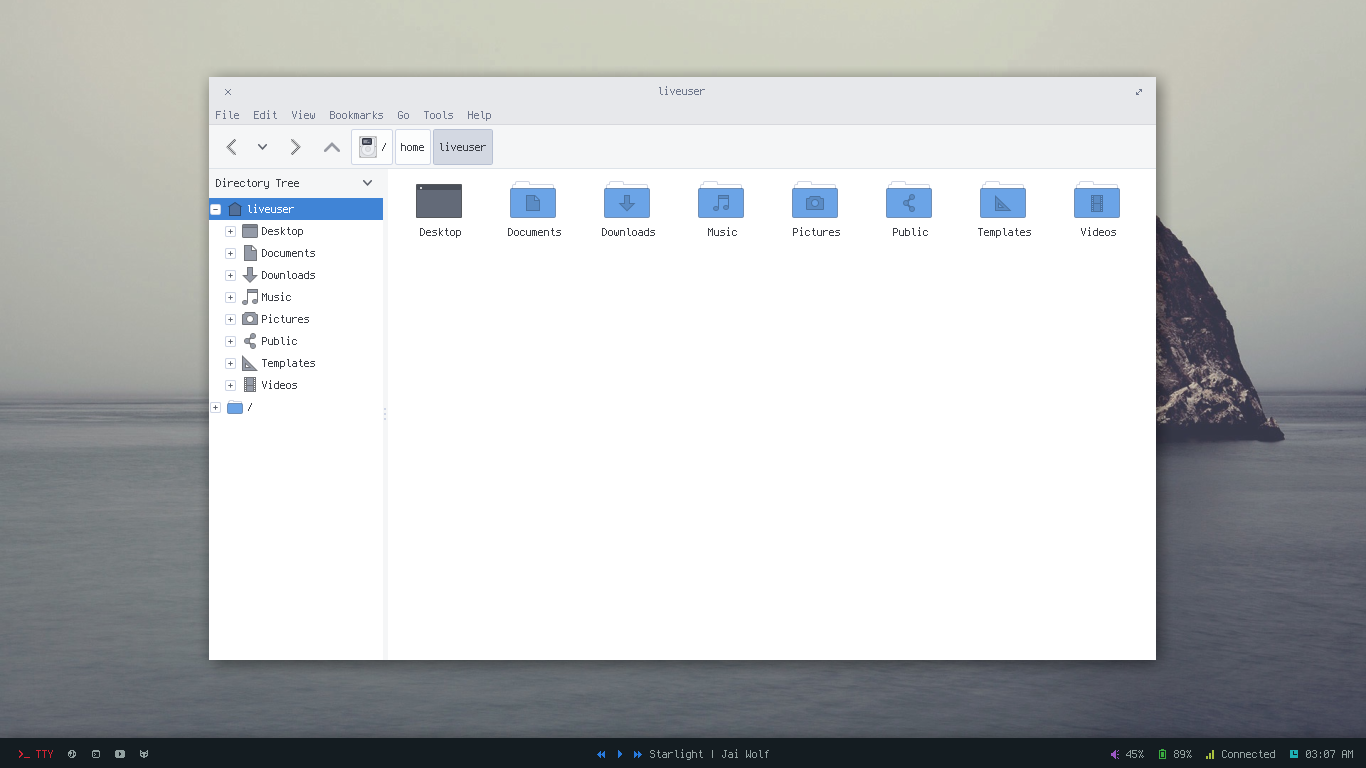 liveuser
File Edit View Bookmarks Go Tools Help
/ home liveuser
Directory Tree
liveuser
Desktop
Documents
Downloads
Music
Pictures
Public
Templates
Videos
/
Desktop Documents Downloads Music Pictures Public Templates Videos
>_ TTY Starlight | Jai Wolf 45% 89% Connected 03:07 AM